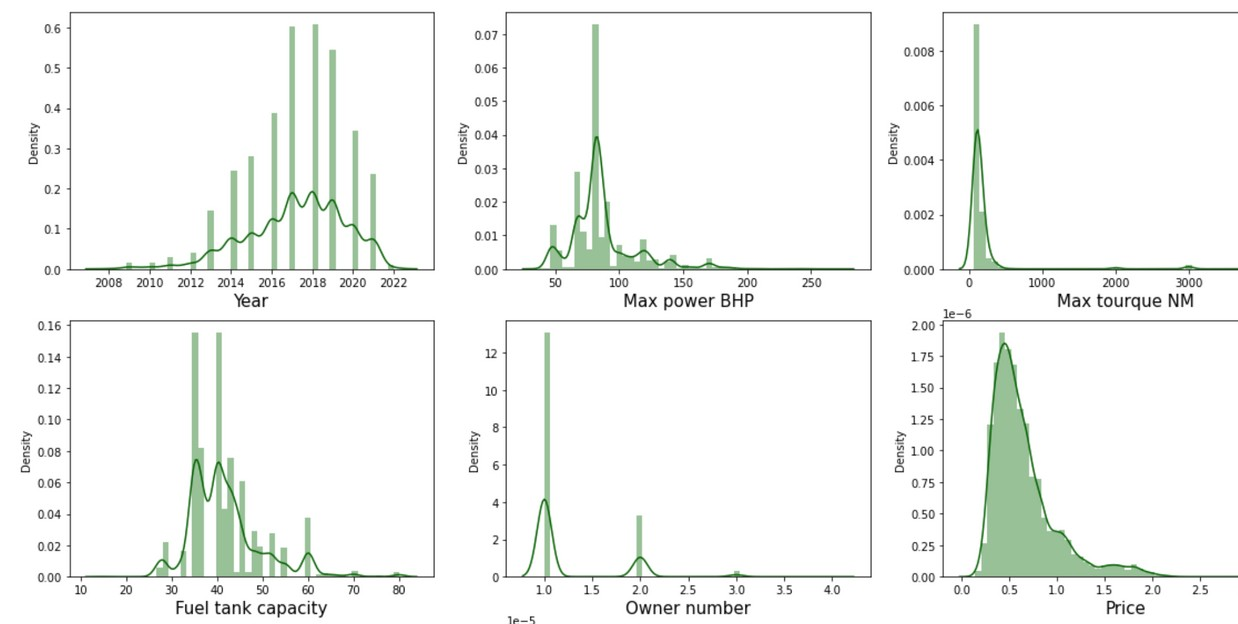 0.6
0.5
0.4
0.3
0.2
0.1
0.0
Density
2008 2010 2012 2014 2016 2018 2020 2022
Year
0.07
0.06
0.05
0.04
0.03
0.02
0.01
0.00
Density
50 100 150 200 250
Max power BHP
0.008
0.006
0.004
0.002
0.000
Density
0 1000 2000 3000
Max tourque NM
0.16
0.14
0.12
0.10
0.08
0.06
0.04
0.02
0.00
Density
10 20 30 40 50 60 70 80
Fuel tank capacity
12
10
8
6
4
2
0
Density
1.0 1.5 2.0 2.5 3.0 3.5 4.0
Owner number
1e−6
2.00
1.75
1.50
1.25
1.00
0.75
0.50
0.25
0.00
Density
0.0 0.5 1.0 1.5 2.0 2.5
Price
1e−5